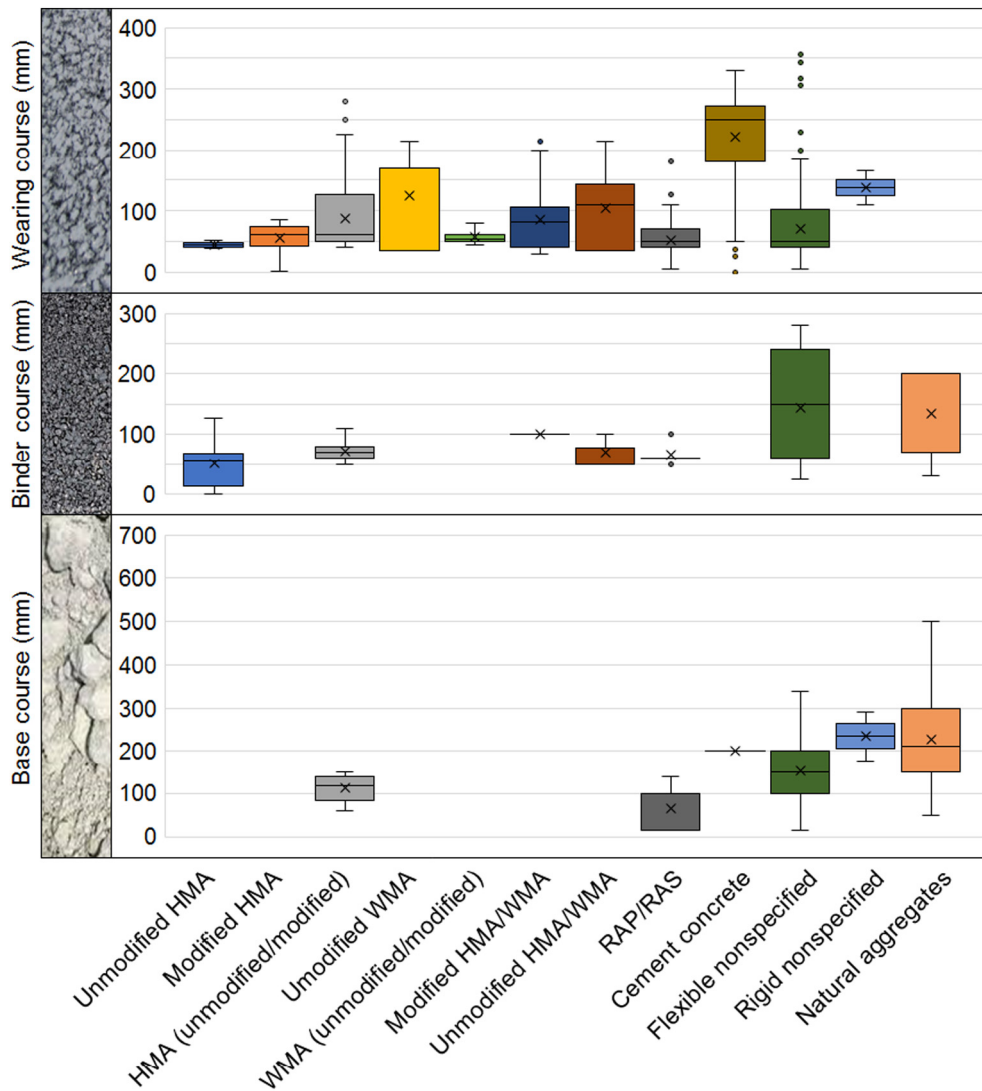 Wearing course (mm)
400
300
200
100
0
Binder course (mm)
300
200
100
0
Base course (mm)
700
600
500
400
300
200
100
0
Unmodified HMA
Modified HMA
HMA (unmodified/modified)
Umodified WMA
WMA (unmodified/modified)
Modified HMA/WMA
Unmodified HMA/WMA
RAP/RAS
Cement concrete
Flexible nonspecified
Rigid nonspecified
Natural aggregates